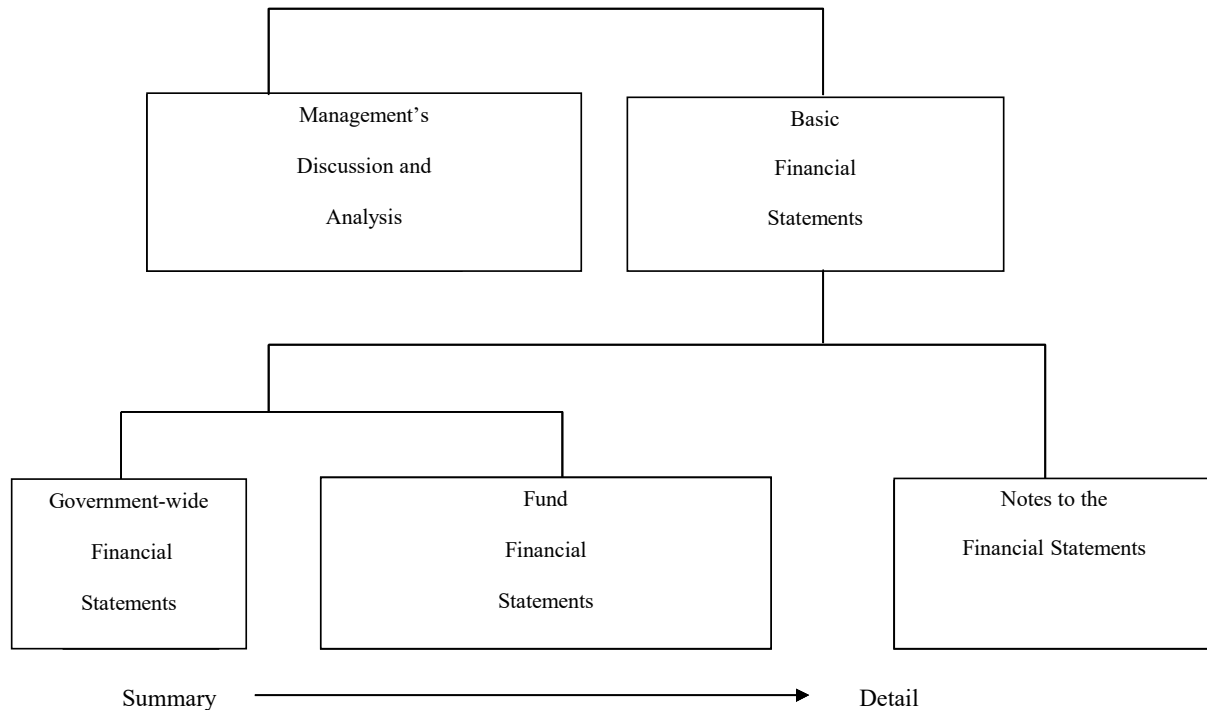 Management’s
Discussion and
Analysis
Basic
Financial
Statements
Government-wide
Financial
Statements
Fund
Financial
Statements
Notes to the
Financial Statements
Summary
Detail